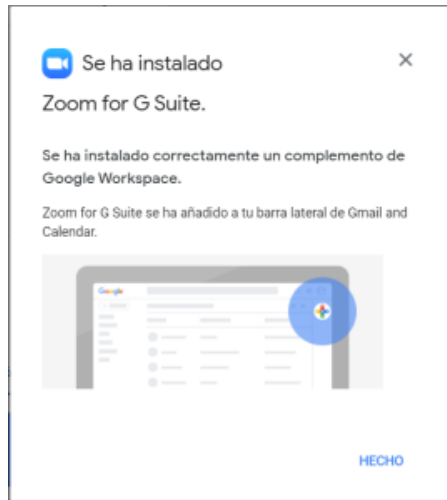 Se ha instalado
Zoom for G Suite.
Se ha instalado correctamente un complemento de
Google Workspace.
Zoom for G Suite se ha añadido a tu barra lateral de Gmail and
Calendar.
Google
HECHO